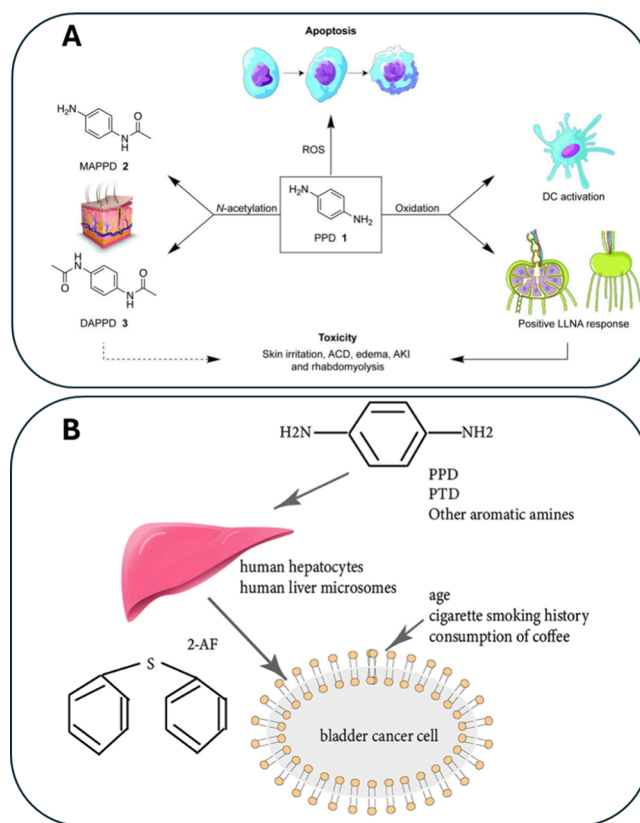 A
Apoptosis
H₂N
N
H
O
MAPPD 2
ROS
DC activation
N-acetylation
H₂N
NH₂
PPD 1
Oxidation
H
N
O
O
N
H
DAPPD 3
Positive LLNA response
Toxicity
Skin irritation, ACD, edema, AKI
and rhabdomyolysis
B
H2N
NH2
PPD
PTD
Other aromatic amines
human hepatocytes
human liver microsomes
age
cigarette smoking history
consumption of coffee
2-AF
S
bladder cancer cell